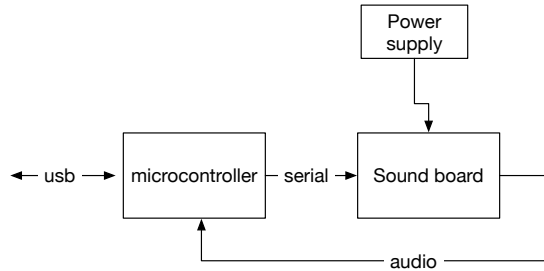 Power
supply
usb
microcontroller
serial
Sound board
audio